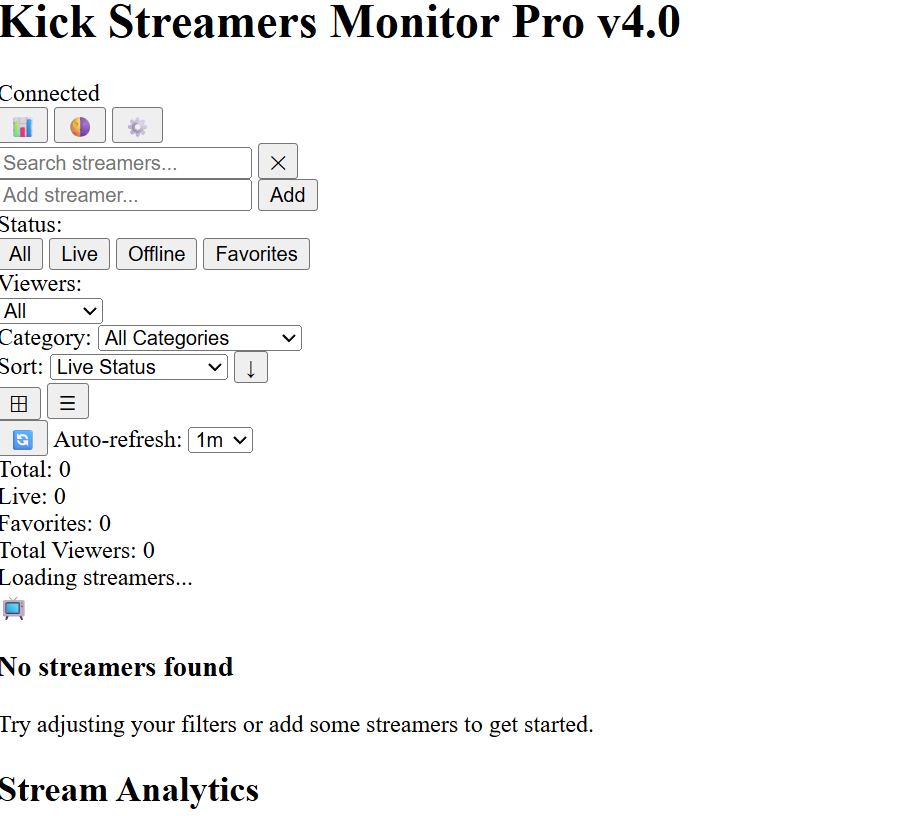 Kick Streamers Monitor Pro v4.0
Connected
Search streamers...
Add streamer... Add
Status:
All Live Offline Favorites
Viewers:
All
Category: All Categories
Sort: Live Status ↓
Auto-refresh: 1m
Total: 0
Live: 0
Favorites: 0
Total Viewers: 0
Loading streamers...
No streamers found
Try adjusting your filters or add some streamers to get started.
Stream Analytics